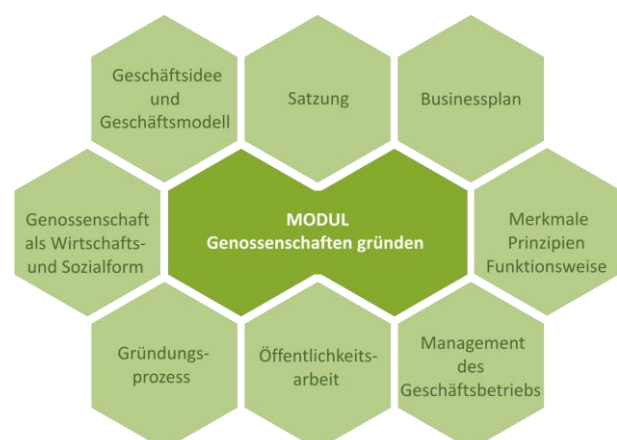 Geschäftsidee
und
Geschäftsmodell
Satzung
Businessplan
Genossenschaft
als Wirtschafts-
und Sozialform
MODUL
Genossenschaften gründen
Merkmale
Prinzipien
Funktionsweise
Gründungs-
prozess
Öffentlichkeits-
arbeit
Management
des
Geschäftsbetriebs